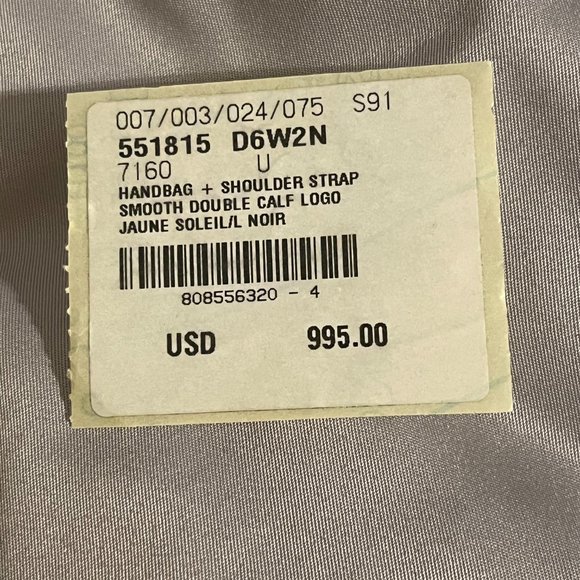 007/003/024/075 S91
551815 D6W2N
7160 U
HANDBAG + SHOULDER STRAP
SMOOTH DOUBLE CALF LOGO
JAUNE SOLEIL/L NOIR
808556320 - 4
USD 995.00